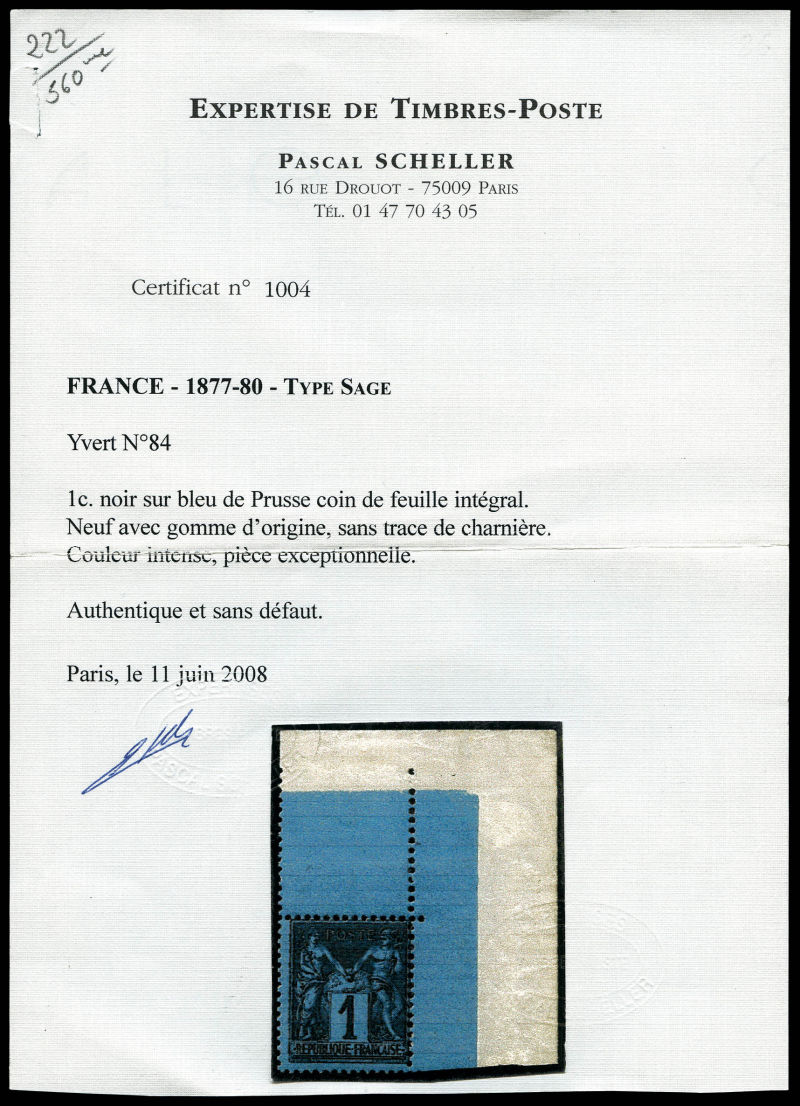 222
560
EXPERTISE DE TIMBRES-POSTE
PASCAL SCHELLER
16 RUE DROUOT - 75009 PARIS
TÉL. 01 47 70 43 05
Certificat n° 1004
FRANCE - 1877-80 - TYPE SAGE
Yvert N°84
1c. noir sur bleu de Prusse coin de feuille intégral.
Neuf avec gomme d'origine, sans trace de charnière.
Couleur intense, pièce exceptionnelle.
Authentique et sans défaut.
Paris, le 11 juin 2008
PASCAL
POSTES
1
REPUBLIQUE FRANÇAISE
SCHELLER